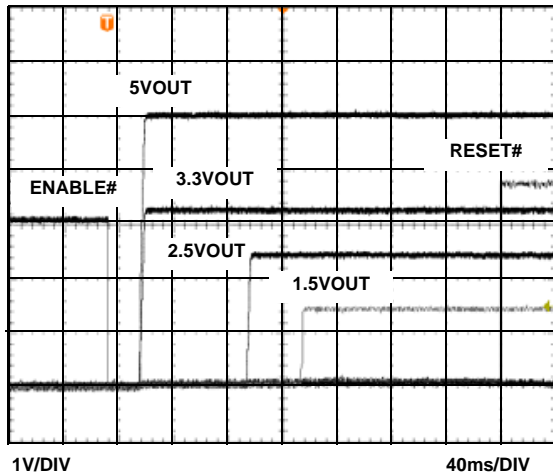 T
5VOUT
RESET#
ENABLE#
3.3VOUT
2.5VOUT
1.5VOUT
1V/DIV
40ms/DIV